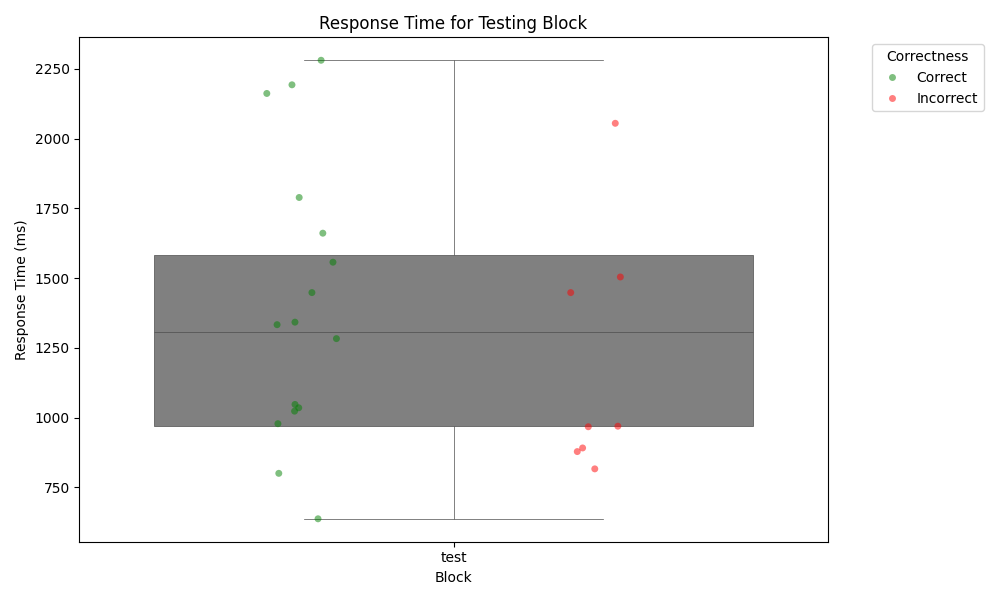 Response Time for Testing Block
Correctness
Correct
Incorrect
Response Time (ms)
2250
2000
1750
1500
1250
1000
750
test
Block